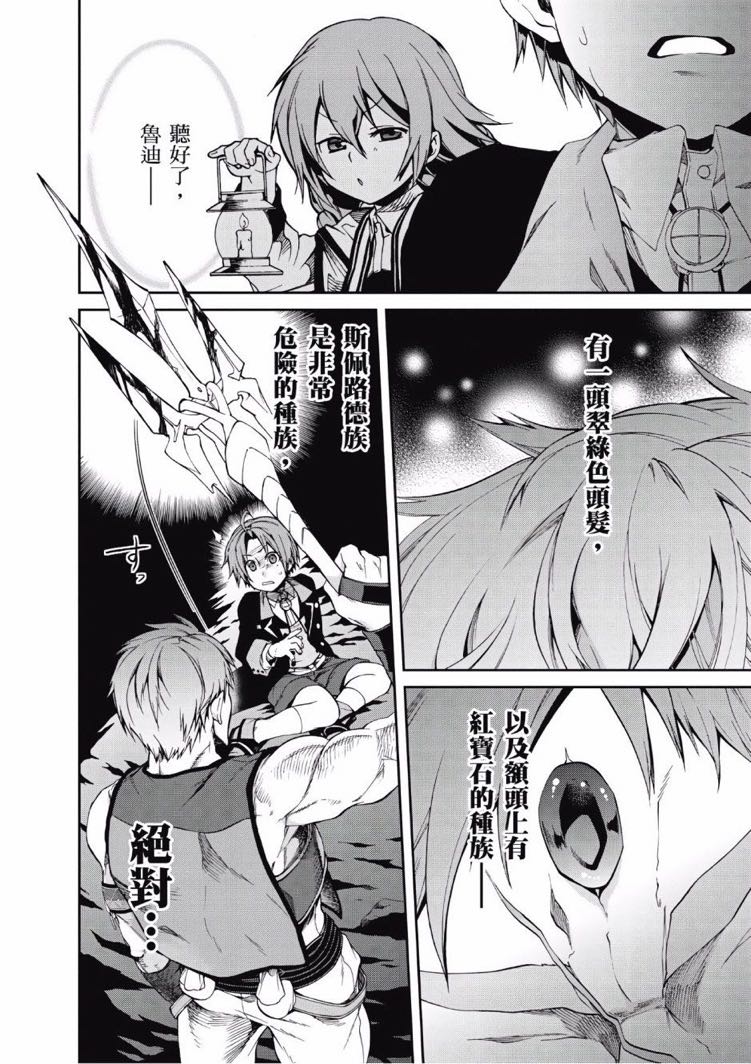 聽好了，
魯迪——
有一頭翠綠色頭髮，
以及額頭上有
紅寶石的種族——
斯佩路德族
是非常
危險的種族，
すっ
絕對…